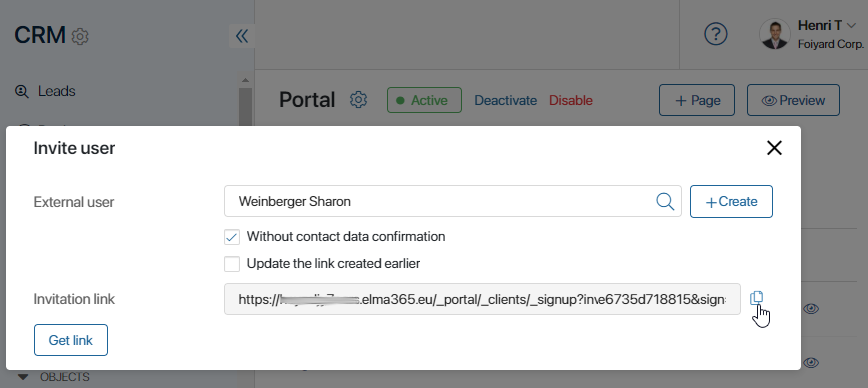 CRM
Henri T
Foiyard Corp.
Leads
Portal
Active
Deactivate
Disable
+ Page
Preview
Invite user
External user
Weinberger Sharon
+Create
Without contact data confirmation
Update the link created earlier
Invitation link
https:// .elma365.eu/_portal/_clients/_signup?inve6735d718815&sign=
Get link
OBJECTS